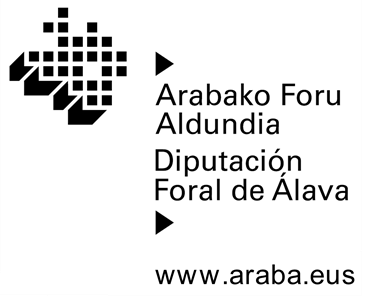 Arabako Foru
Aldundia
Diputación
Foral de Álava
www.araba.eus